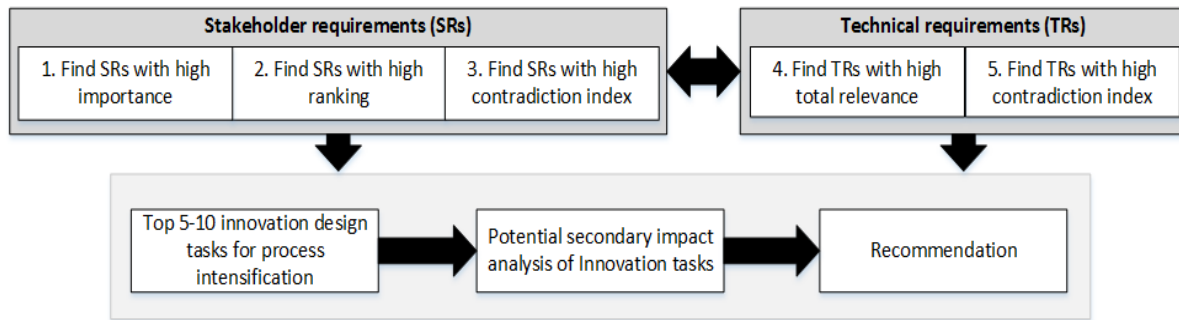 Stakeholder requirements (SRs)
1. Find SRs with high
importance
2. Find SRs with high
ranking
3. Find SRs with high
contradiction index
Technical requirements (TRs)
4. Find TRs with high
total relevance
5. Find TRs with high
contradiction index
Top 5-10 innovation design
tasks for process
intensification
Potential secondary impact
analysis of Innovation tasks
Recommendation